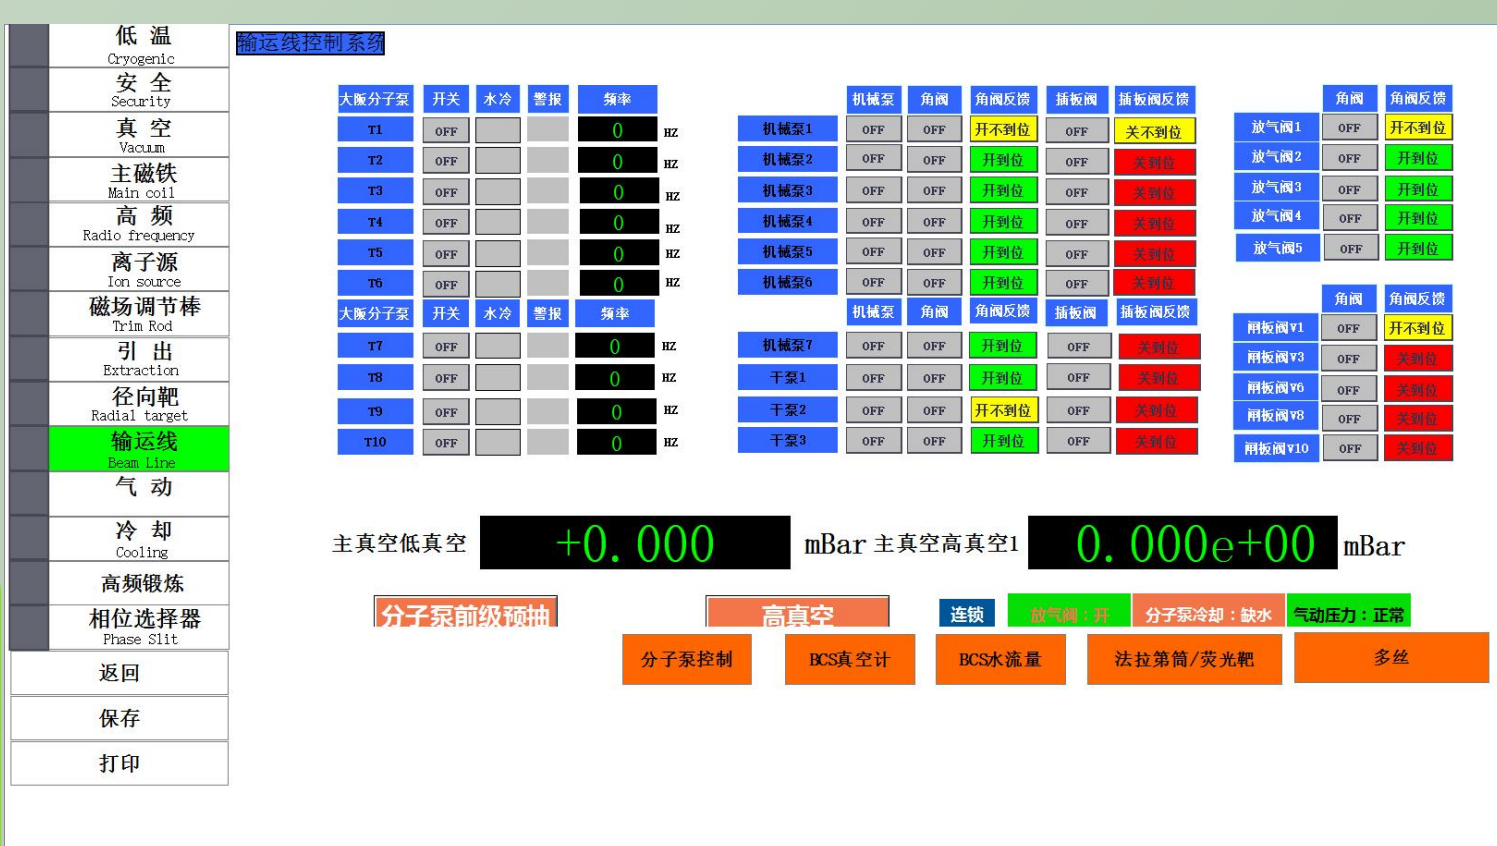 低 温
Cryogenic
安 全
Security
真 空
Vacuum
主磁铁
Main coil
高 频
Radio frequency
离子源
Ion source
磁场调节棒
Trim Rod
引 出
Extraction
径向靶
Radial target
输运线
Beam Line
气 动
冷 却
Cooling
高频锻炼
相位选择器
Phase Slit
返回
保存
打印
输运线控制系统
大阪分子泵 开关 水冷 警报 频率
T1 OFF 0 HZ
T2 OFF 0 HZ
T3 OFF 0 HZ
T4 OFF 0 HZ
T5 OFF 0 HZ
T6 OFF 0 HZ
大阪分子泵 开关 水冷 警报 频率
T7 OFF 0 HZ
T8 OFF 0 HZ
T9 OFF 0 HZ
T10 OFF 0 HZ
机械泵 角阀 角阀反馈 插板阀 插板阀反馈
机械泵1 OFF OFF 开不到位 OFF 关不到位
机械泵2 OFF OFF 开到位 OFF 关到位
机械泵3 OFF OFF 开到位 OFF 关到位
机械泵4 OFF OFF 开到位 OFF 关到位
机械泵5 OFF OFF 开到位 OFF 关到位
机械泵6 OFF OFF 开到位 OFF 关到位
机械泵 角阀 角阀反馈 插板阀 插板阀反馈
机械泵7 OFF OFF 开到位 OFF 关到位
干泵1 OFF OFF 开到位 OFF 关到位
干泵2 OFF OFF 开不到位 OFF 关到位
干泵3 OFF OFF 开到位 OFF 关到位
角阀 角阀反馈
放气阀1 OFF 开不到位
放气阀2 OFF 开到位
放气阀3 OFF 开到位
放气阀4 OFF 开到位
放气阀5 OFF 开到位
角阀 角阀反馈
闸板阀V1 OFF 开不到位
闸板阀V3 OFF 关到位
闸板阀V6 OFF 关到位
闸板阀V8 OFF 关到位
闸板阀V10 OFF 关到位
主真空低真空 +0.000 mBar 主真空高真空1 0.000e+00 mBar
分子泵前级预抽 高真空 连锁 放气阀：开 分子泵冷却：缺水 气动压力：正常
分子泵控制 BCS真空计 BCS水流量 法拉第筒/荧光靶 多丝